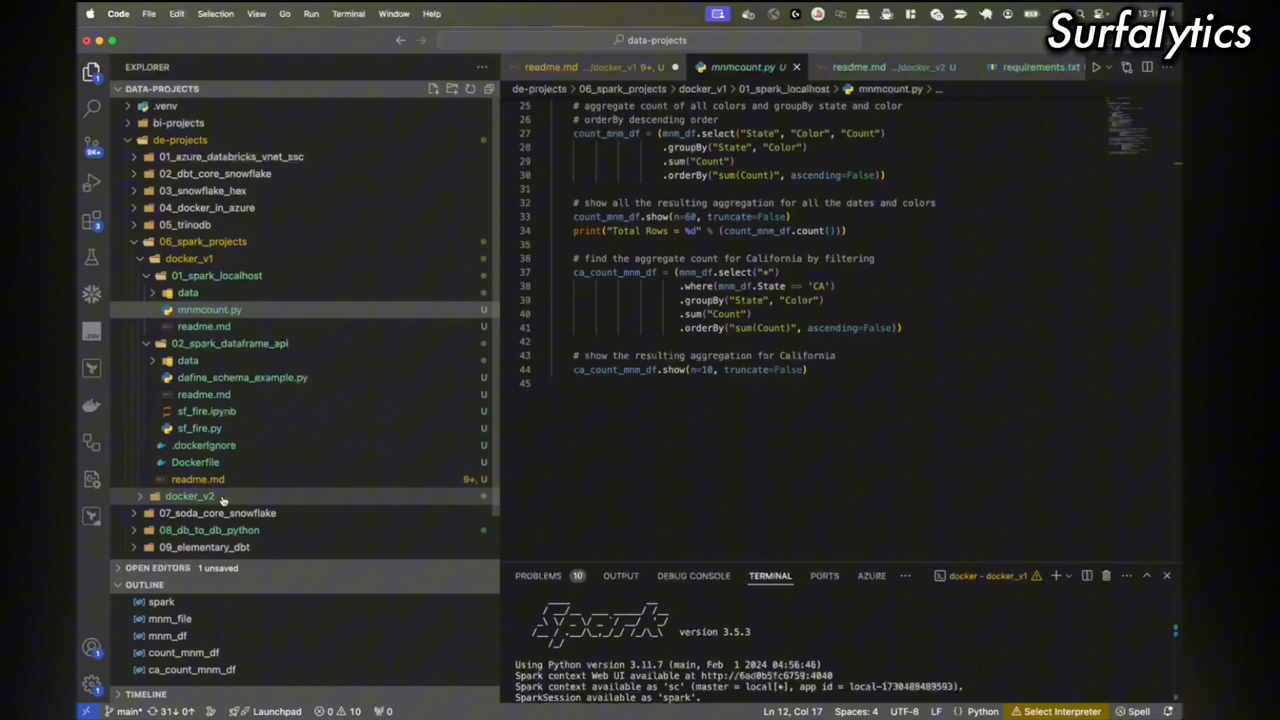 Surfalytics
Code File Edit Selection View Go Run Terminal Window Help
data-projects
EXPLORER
DATA-PROJECTS
.venv
bi-projects
de-projects
01_azure_databricks_vnet_ssc
02_dbt_core_snowflake
03_snowflake_hex
04_docker_in_azure
05_trinodb
06_spark_projects
docker_v1
01_spark_localhost
data
mnmcount.py U
readme.md U
02_spark_dataframe_api
data
define_schema_example.py U
readme.md U
sf_fire.ipynb U
sf_fire.py U
.dockerignore U
Dockerfile U
readme.md 9+, U
docker_v2
07_soda_core_snowflake
08_db_to_db_python
09_elementary_dbt
OPEN EDITORS 1 unsaved
OUTLINE
spark
mnm_file
mnm_df
count_mnm_df
ca_count_mnm_df
TIMELINE
9K+
3
.ENV
1
1
readme.md .../docker_v1 9+, U
mnmcount.py U
readme.md .../docker_v2 U
requirements.txt
de-projects > 06_spark_projects > docker_v1 > 01_spark_localhost > mnmcount.py > ...
25 # aggregate count of all colors and groupBy state and color
26 # orderBy descending order
27 count_mnm_df = (mnm_df.select("State", "Color", "Count")
28 .groupBy("State", "Color")
29 .sum("Count")
30 .orderBy("sum(Count)", ascending=False))
31
32 # show all the resulting aggregation for all the dates and colors
33 count_mnm_df.show(n=60, truncate=False)
34 print("Total Rows = %d" % (count_mnm_df.count()))
35
36 # find the aggregate count for California by filtering
37 ca_count_mnm_df = (mnm_df.select("*")
38 .where(mnm_df.State == 'CA')
39 .groupBy("State", "Color")
40 .sum("Count")
41 .orderBy("sum(Count)", ascending=False))
42
43 # show the resulting aggregation for California
44 ca_count_mnm_df.show(n=10, truncate=False)
45
PROBLEMS 10 OUTPUT DEBUG CONSOLE TERMINAL PORTS AZURE ... docker - docker_v1
version 3.5.3
Using Python version 3.11.7 (main, Feb 1 2024 04:56:46)
Spark context Web UI available at http://6ad0b5fc6759:4040
Spark context available as 'sc' (master = local[*], app id = local-1730488489593).
SparkSession available as 'spark'.
main* 31↓ 0↑ Launchpad 0 10 0 Ln 12, Col 17 Spaces: 4 UTF-8 LF {} Python Select Interpreter Spell